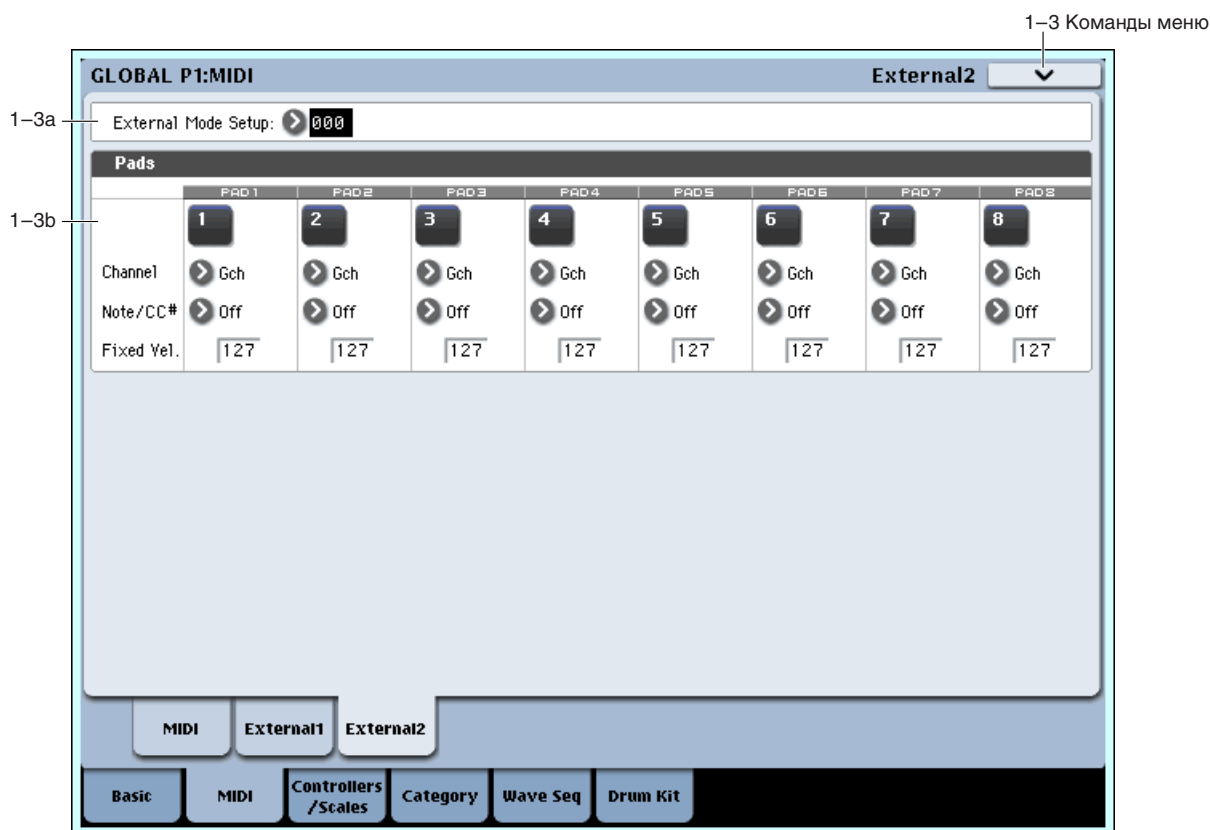 1–3 Команды меню
GLOBAL P1:MIDI External2
1–3a
External Mode Setup: 000
Pads
PAD1 PAD2 PAD3 PAD4 PAD5 PAD6 PAD7 PAD8
1–3b
1 2 3 4 5 6 7 8
Channel Gch Gch Gch Gch Gch Gch Gch Gch
Note/CC# Off Off Off Off Off Off Off Off
Fixed Vel. 127 127 127 127 127 127 127 127
MIDI External1 External2
Basic MIDI Controllers /Scales Category Wave Seq Drum Kit